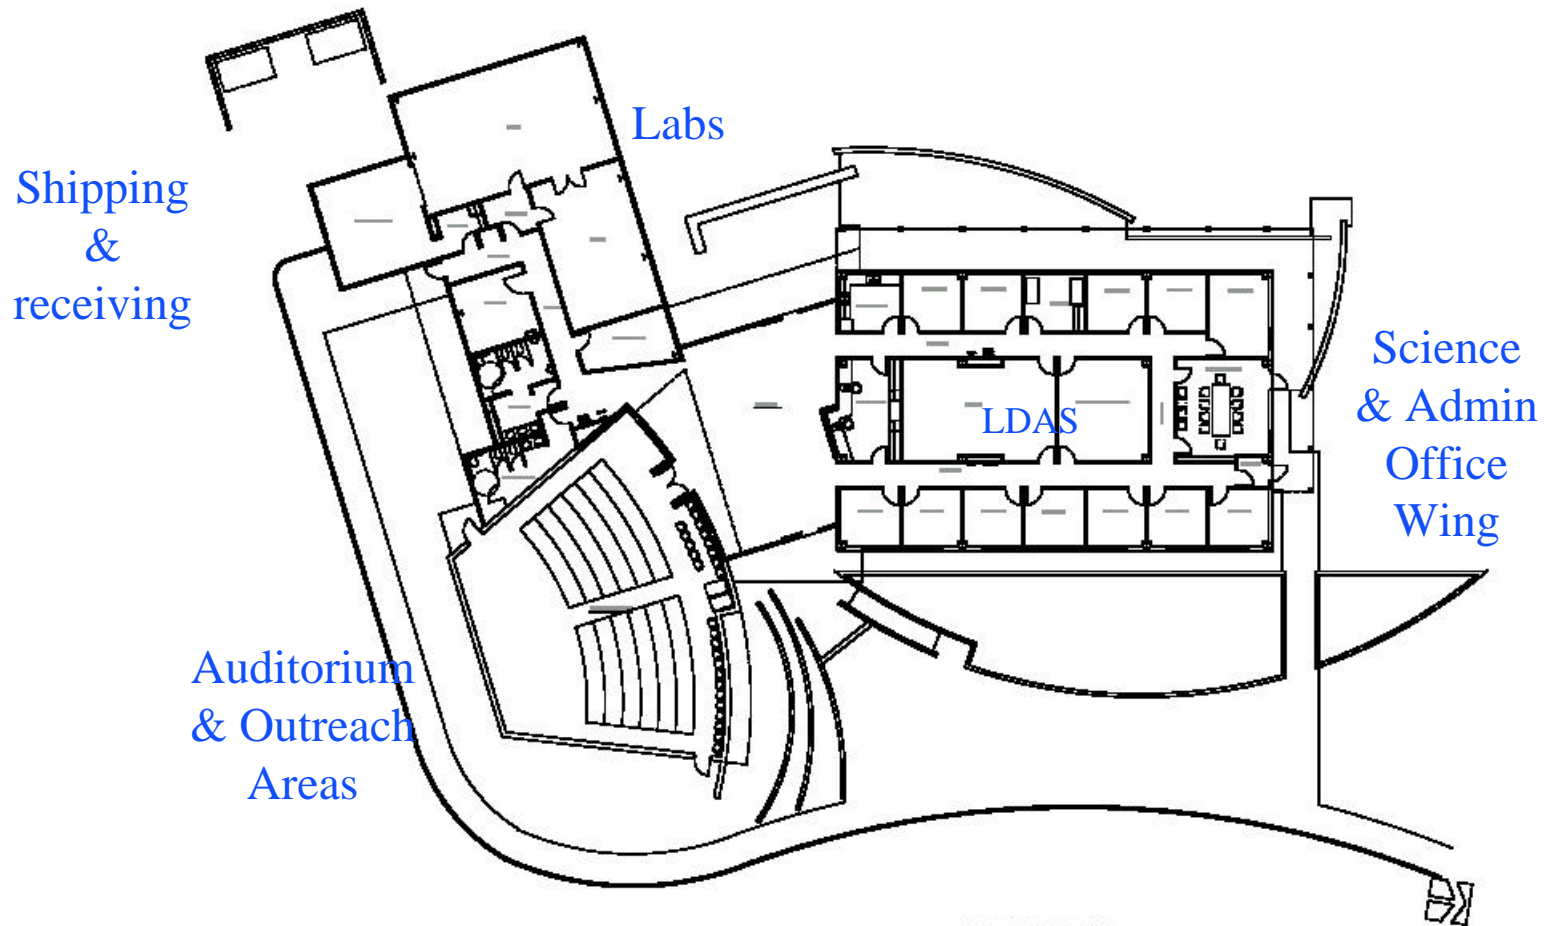 Labs
Shipping
&
receiving
Science
& Admin
Office
Wing
LDAS
Auditorium
& Outreach
Areas